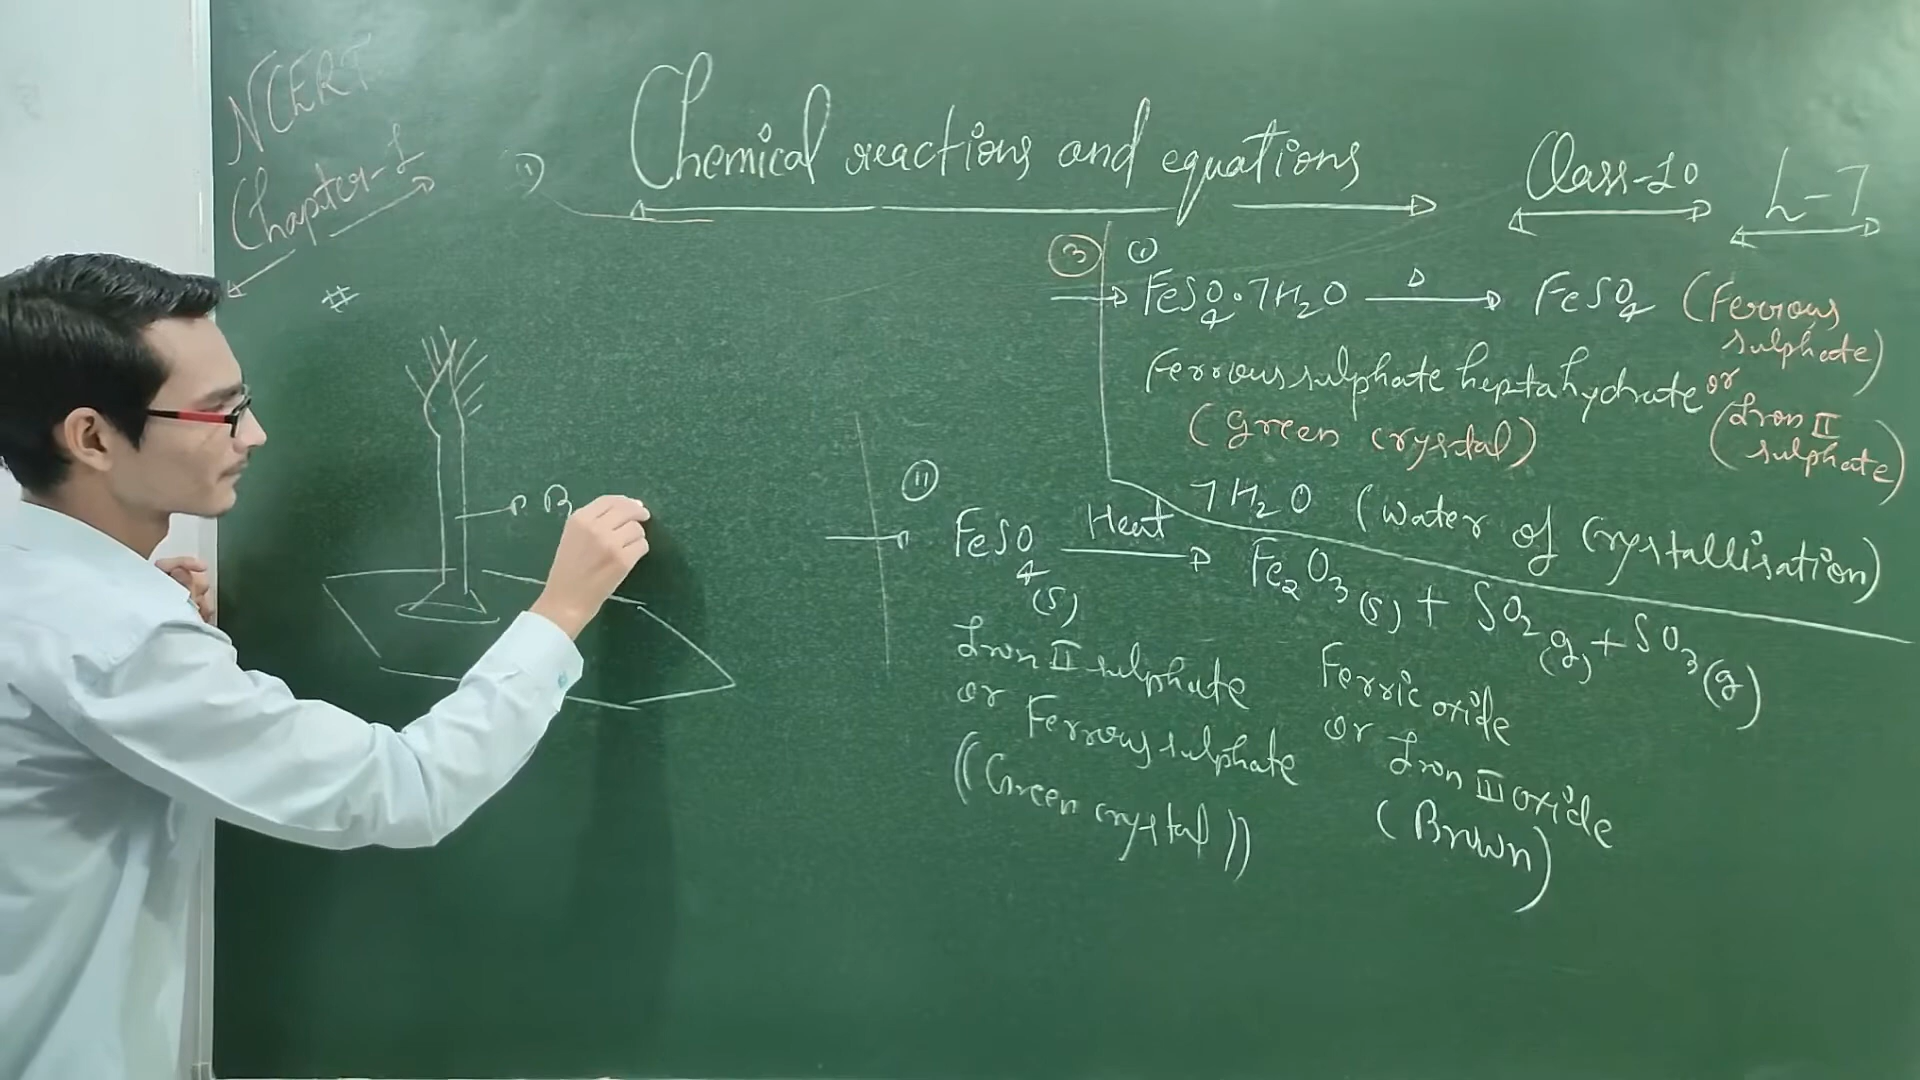 NCERT
Chapter-1
(1) Chemical reactions and equations
Class-10
L-7
#
B
(3) (i)
FeSO4.7H2O —Δ→ FeSO4 (Ferrous sulphate)
Ferrous sulphate heptahydrate or (Iron II sulphate)
(Green crystal)
7H2O (water of crystallisation)
(ii)
FeSO4(s) —Heat→ Fe2O3(s) + SO2(g) + SO3(g)
Iron II sulphate
or Ferrous sulphate
((Green crystal))
Ferric oxide
or Iron III oxide
(Brown)